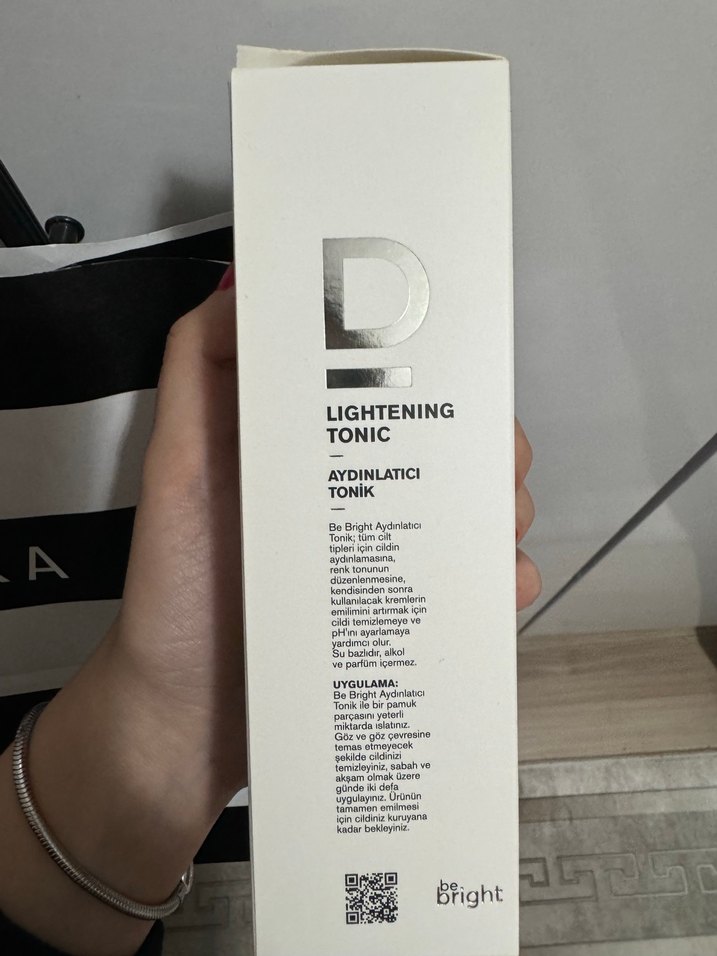 D
LIGHTENING
TONIC
AYDINLATICI
TONİK
Be Bright Aydınlatıcı
Tonik; tüm cilt
tipleri için cildin
aydınlamasına,
renk tonunun
düzenlenmesine,
kendisinden sonra
kullanılacak kremlerin
emilimini artırmak için
cildi temizlemeye ve
pH'ını ayarlamaya
yardımcı olur.
Su bazlıdır, alkol
ve parfüm içermez.
UYGULAMA:
Be Bright Aydınlatıcı
Tonik ile bir pamuk
parçasını yeterli
miktarda ıslatınız.
Göz ve göz çevresine
temas etmeyecek
şekilde cildinizi
temizleyiniz, sabah ve
akşam olmak üzere
günde iki defa
uygulayınız. Ürünün
tamamen emilmesi
için cildiniz kuruyana
kadar bekleyiniz.
be
bright